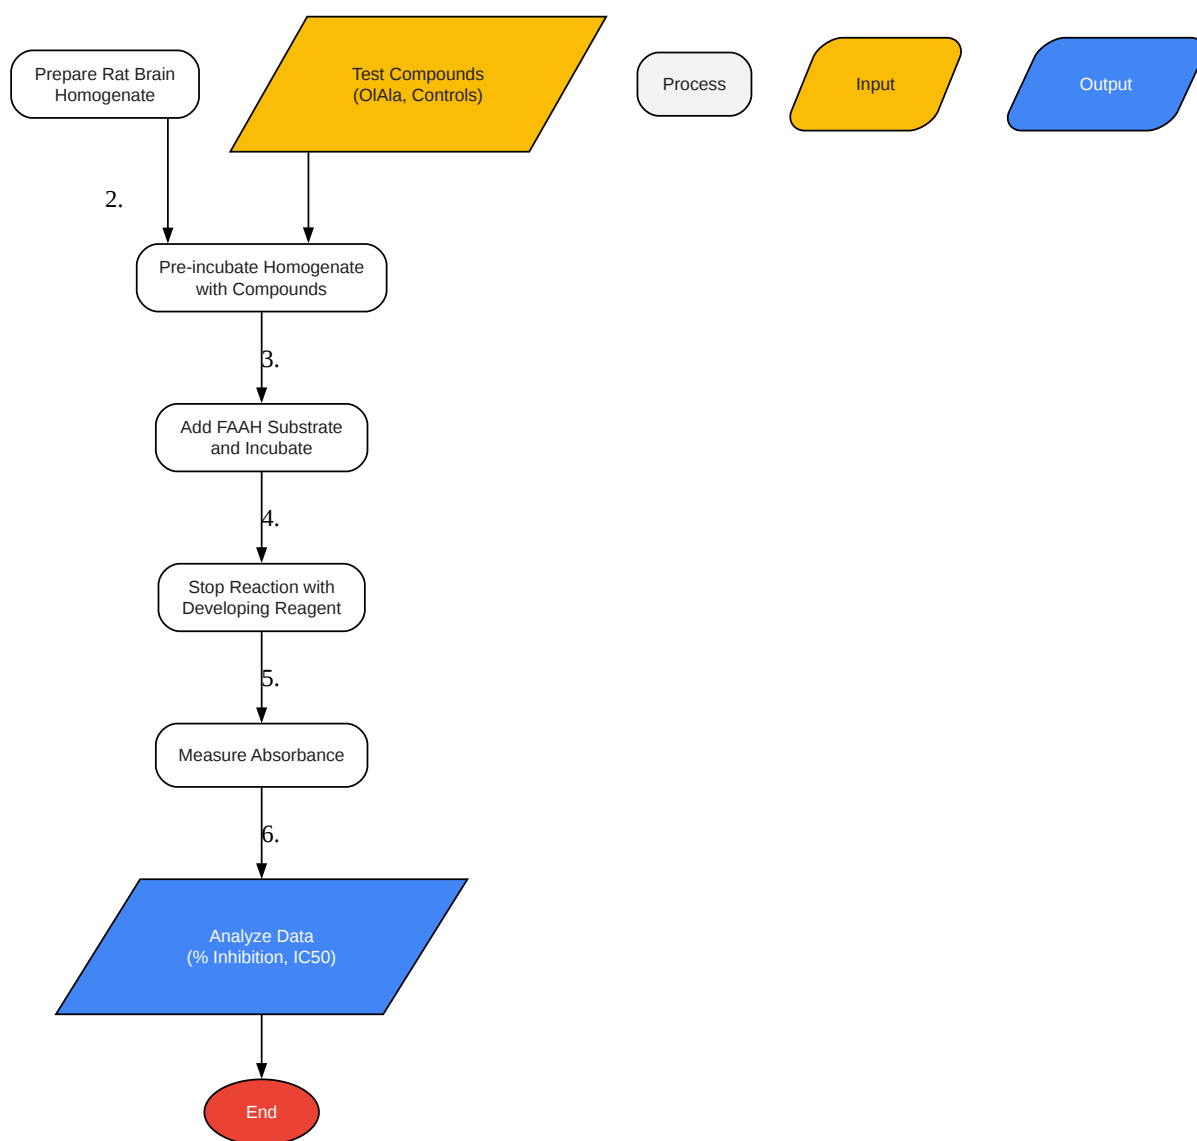 Prepare Rat Brain
Homogenate
Test Compounds
(OlAla, Controls)
Process
Input
Output
2.
Pre-incubate Homogenate
with Compounds
3.
Add FAAH Substrate
and Incubate
4.
Stop Reaction with
Developing Reagent
5.
Measure Absorbance
6.
Analyze Data
(% Inhibition, IC50)
End